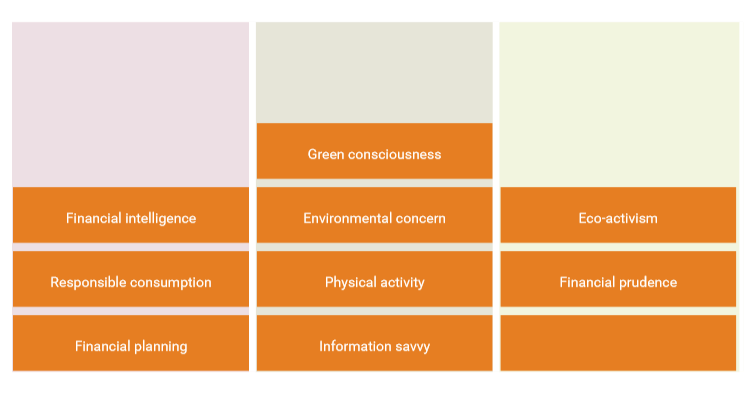 Green consciousness
Financial intelligence
Environmental concern
Eco-activism
Responsible consumption
Physical activity
Financial prudence
Financial planning
Information savvy